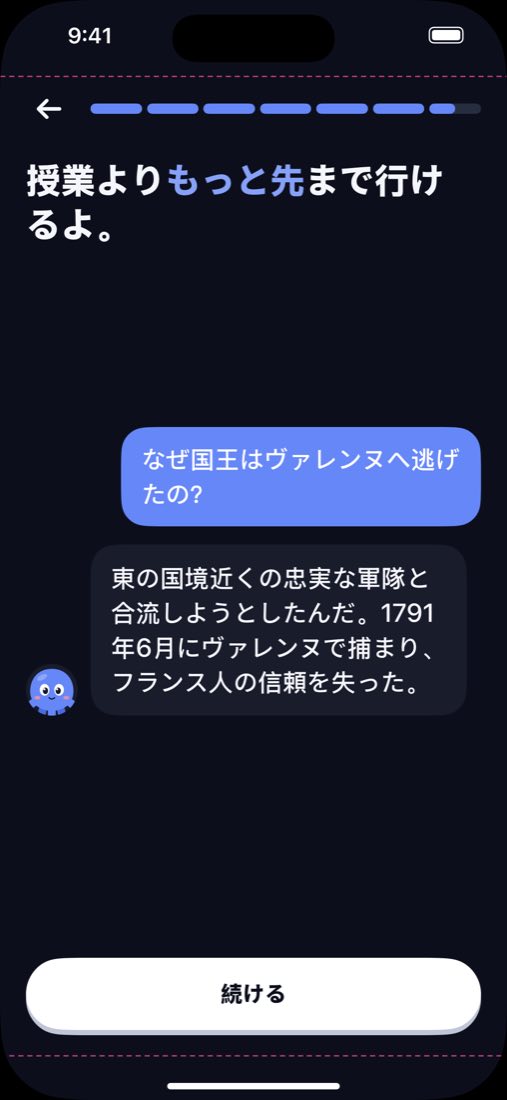 9:41
授業よりもっと先まで行け
るよ。
なぜ国王はヴァレンヌへ逃げ
たの?
東の国境近くの忠実な軍隊と
合流しようとしたんだ。1791
年6月にヴァレンヌで捕まり、
フランス人の信頼を失った。
続ける